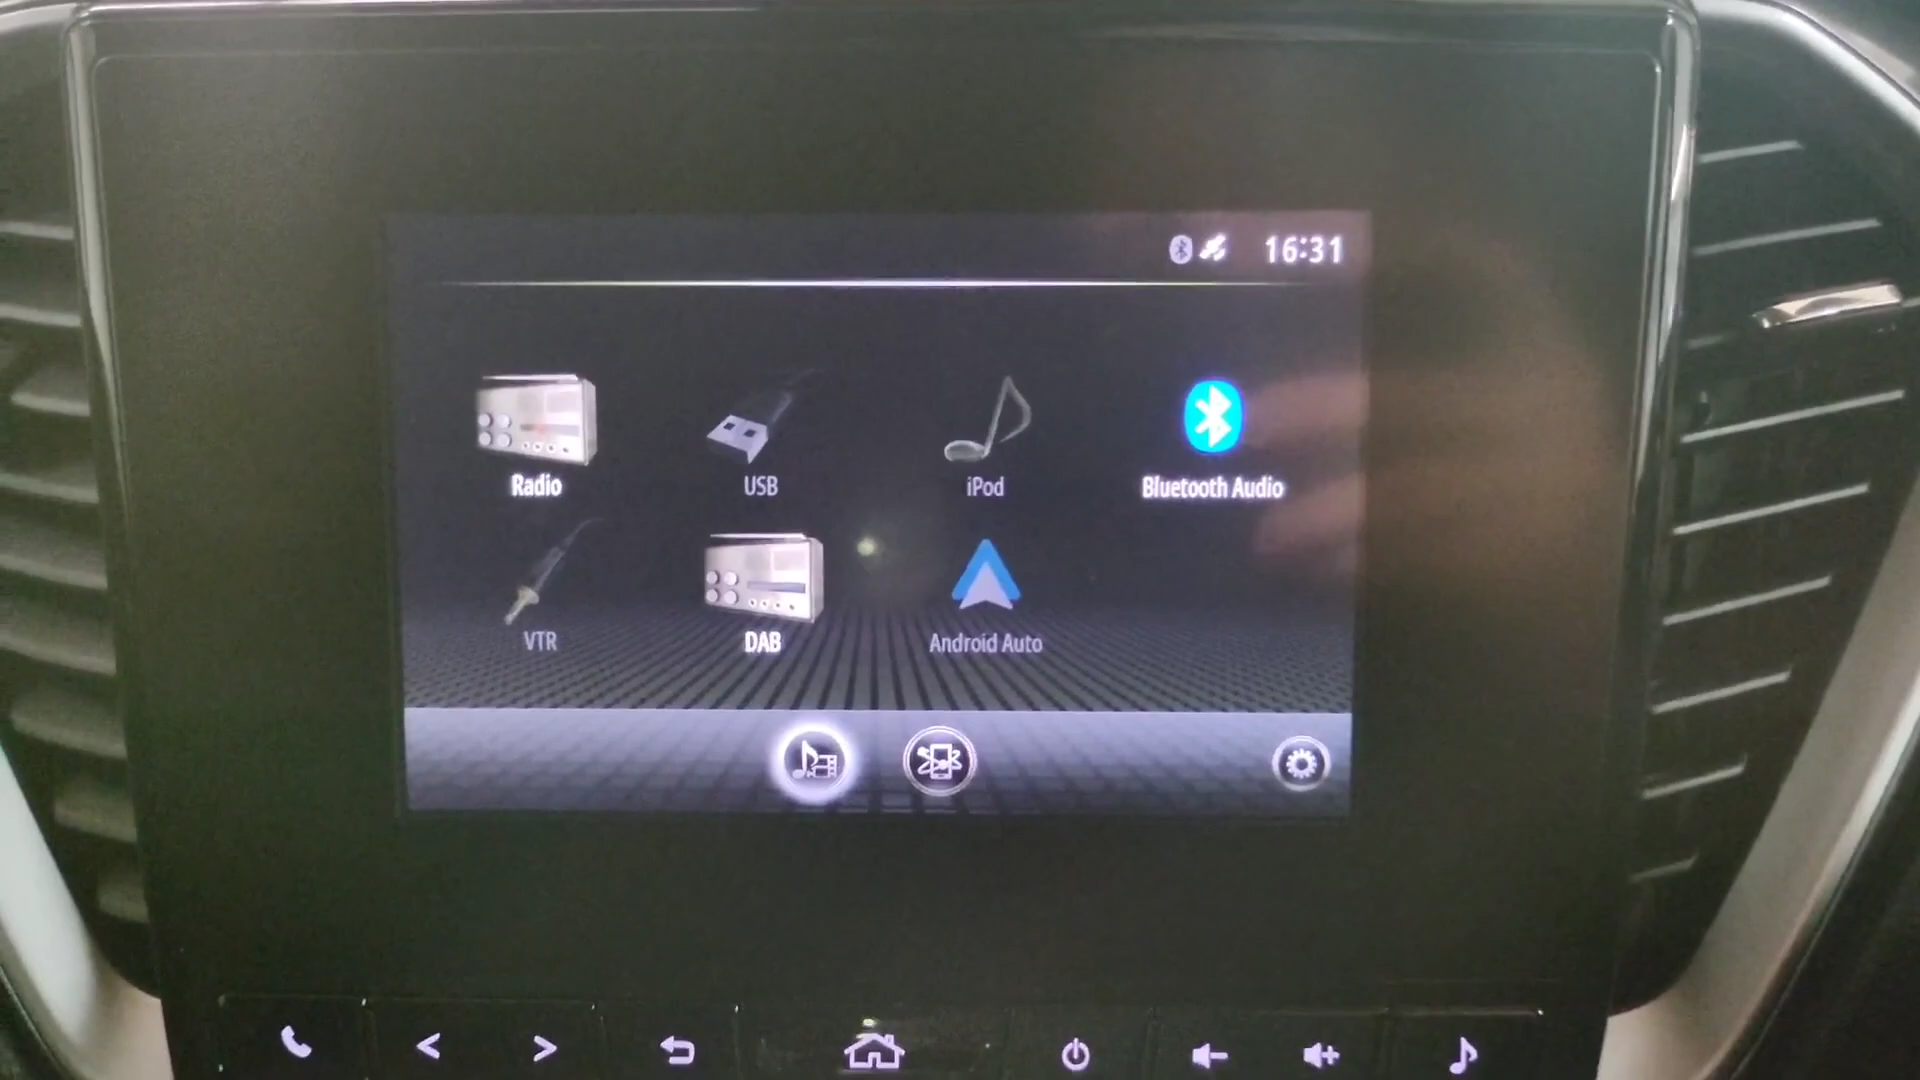 16:31
Radio
USB
iPod
Bluetooth Audio
VTR
DAB
Android Auto